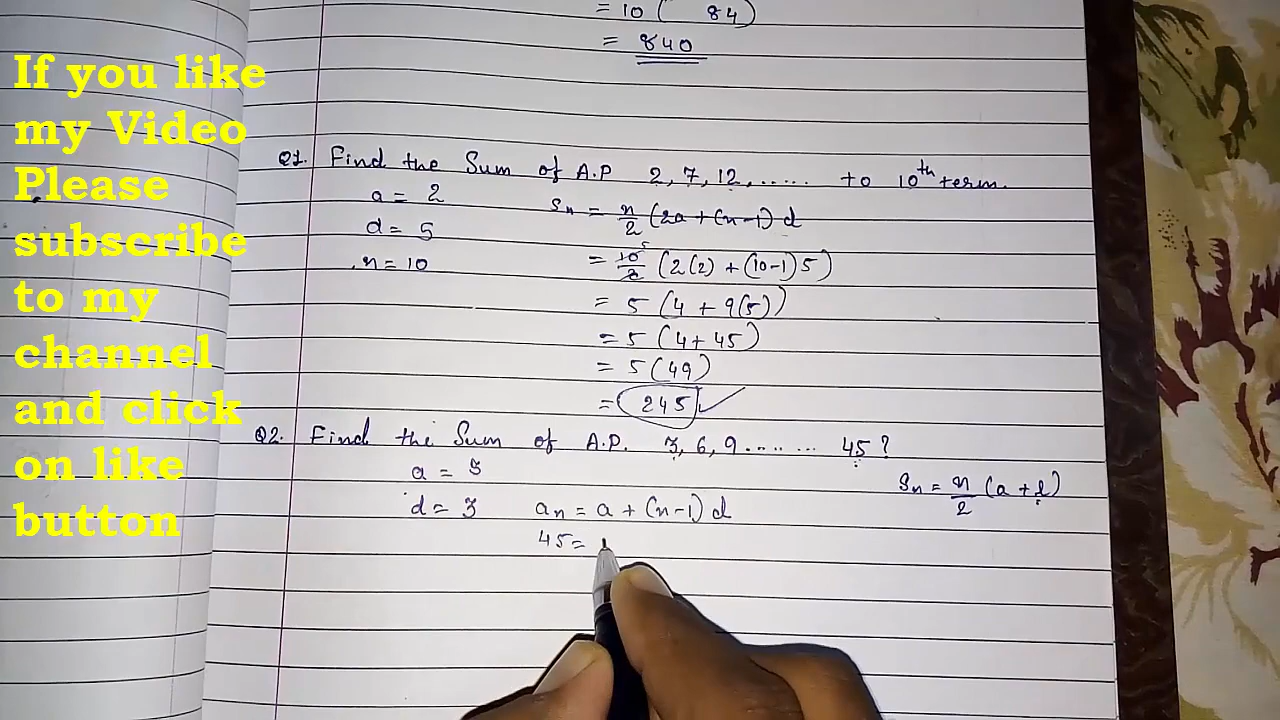 If you like
my Video
Please
subscribe
to my
channel
and click
on like
button
= 10 ( 84)
= 840
Q1. Find the Sum of A.P 2, 7, 12, ...... to 10th term.
a = 2
Sn = n/2 (2a + (n-1) d
d = 5
n = 10
= 10/2 (2(2) + (10-1) 5)
= 5 (4 + 9(5))
= 5 (4 + 45)
= 5 (49)
= 245 ✓
Q2. Find the Sum of A.P. 3, 6, 9 ........ 45 ?
d = 3
an = a + (n-1) d
Sn = n/2 (a + l)
45 =